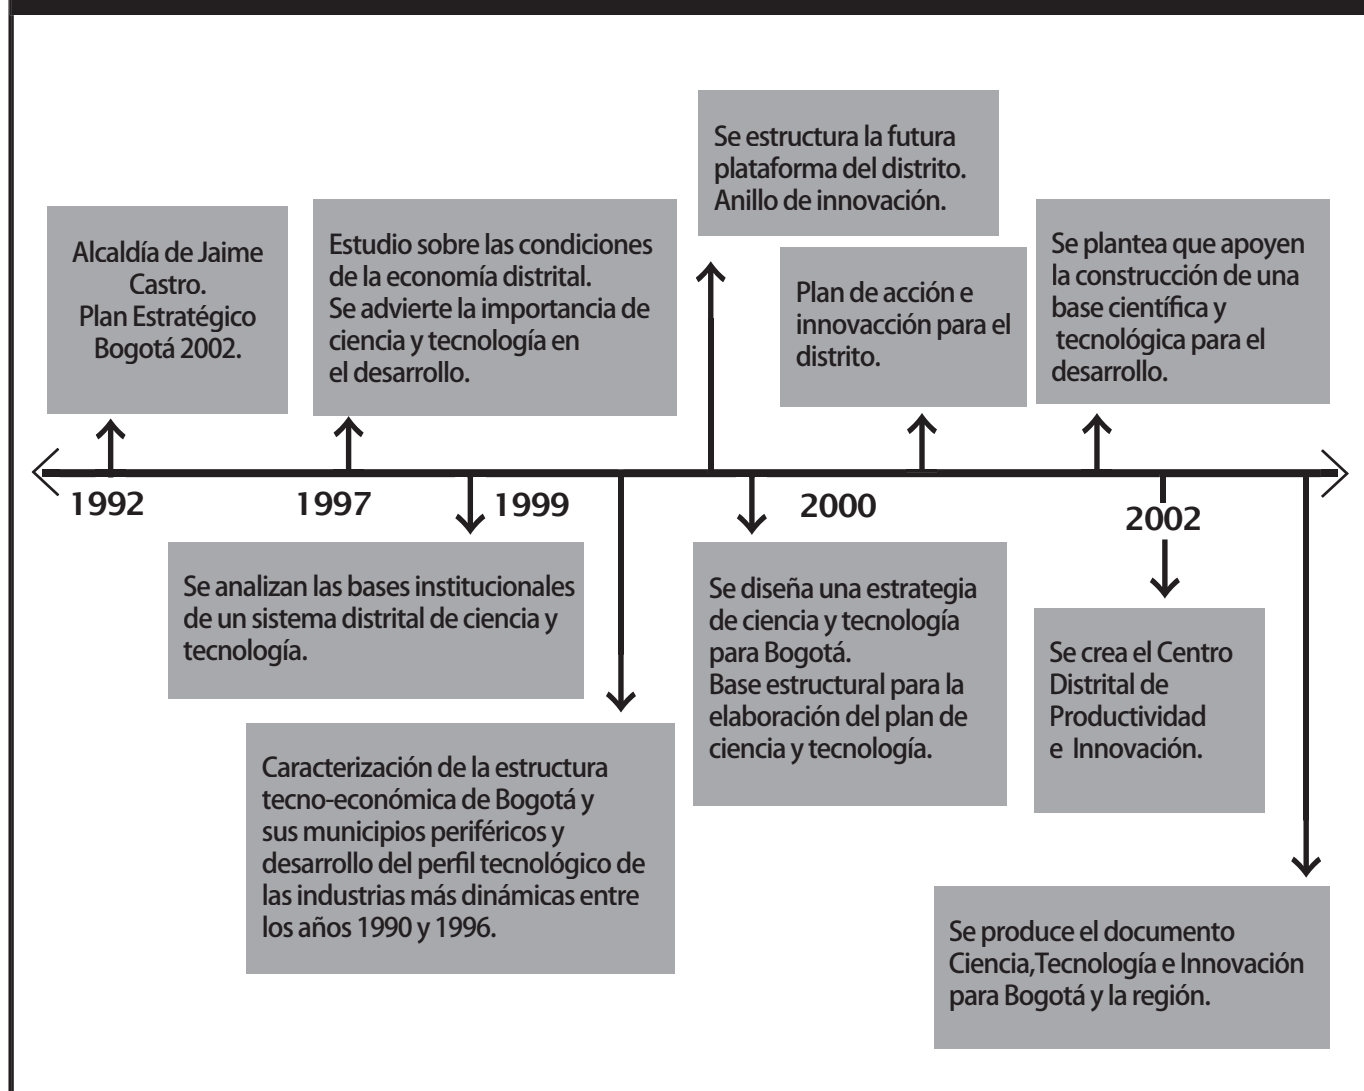 Se estructura la futura
plataforma del distrito.
Anillo de innovación.
Alcaldía de Jaime
Castro.
Plan Estratégico
Bogotá 2002.
Estudio sobre las condiciones
de la economía distrital.
Se advierte la importancia de
ciencia y tecnología en
el desarrollo.
Plan de acción e
innovacción para el
distrito.
Se plantea que apoyen
la construcción de una
base científica y
tecnológica para el
desarrollo.
1992
1997
1999
2000
2002
Se analizan las bases institucionales
de un sistema distrital de ciencia y
tecnología.
Caracterización de la estructura
tecno-económica de Bogotá y
sus municipios periféricos y
desarrollo del perfil tecnológico de
las industrias más dinámicas entre
los años 1990 y 1996.
Se diseña una estrategia
de ciencia y tecnología
para Bogotá.
Base estructural para la
elaboración del plan de
ciencia y tecnología.
Se crea el Centro
Distrital de
Productividad
e Innovación.
Se produce el documento
Ciencia,Tecnología e Innovación
para Bogotá y la región.